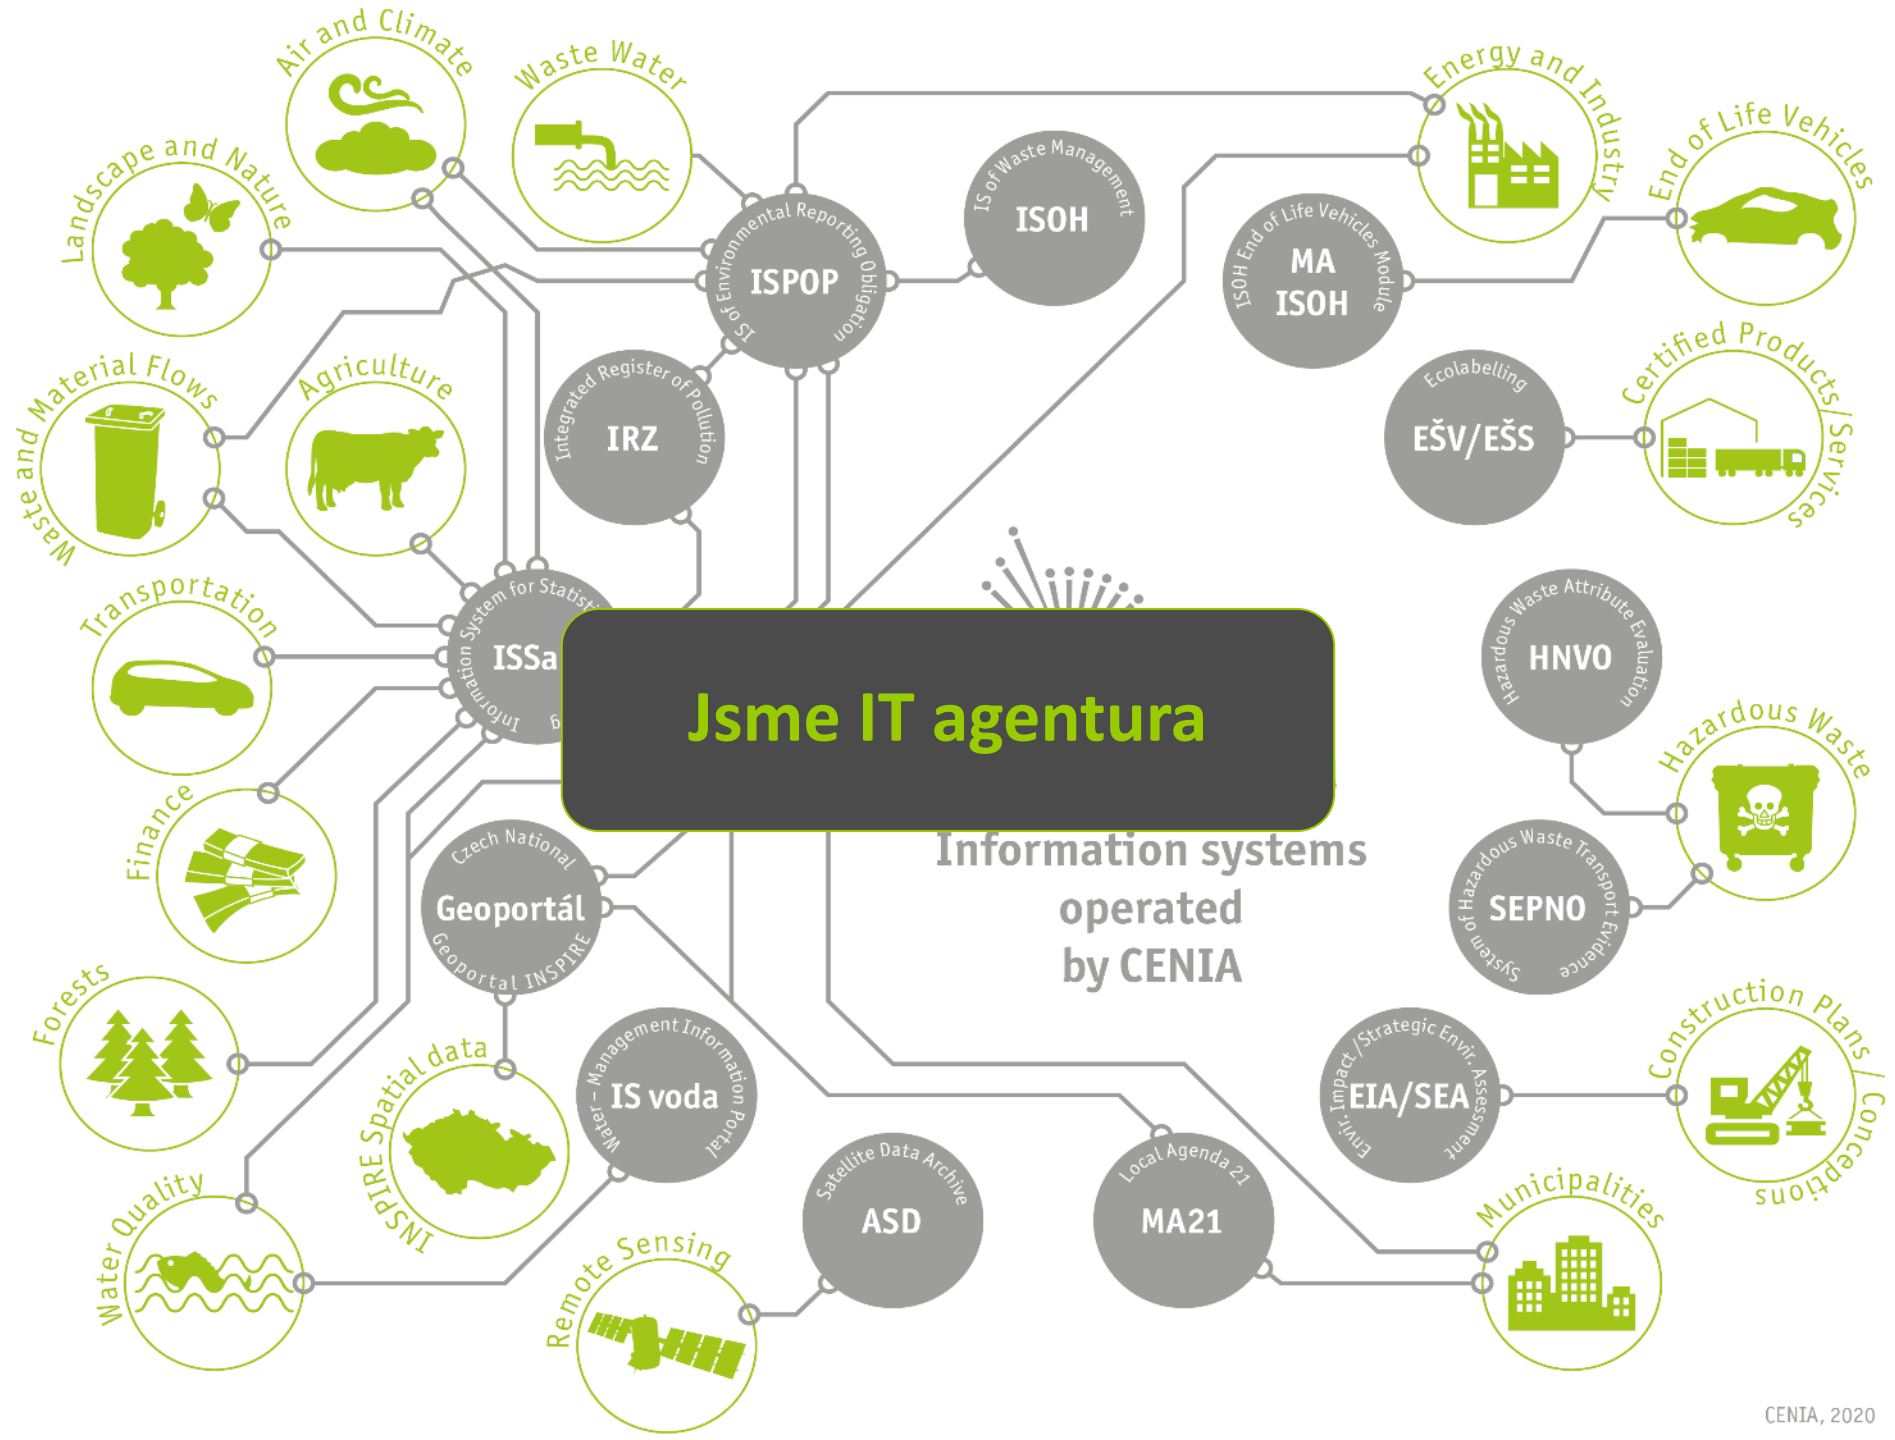 Air and Climate
Waste Water
Energy and Industry
End of Life Vehicles
Landscape and Nature
IS of Environmental Reporting Obligation
ISPOP
IS of Waste Management
ISOH
ISOH End of Life Vehicles Module
MA
ISOH
Waste and Material Flows
Agriculture
Integrated Register of Pollution
IRZ
Ecolabelling
EŠV/EŠS
Certified Products/Services
Transportation
Information System for
ISSa
Jsme IT agentura
Hazardous Waste Attribute Evaluation
HNVO
Hazardous Waste
Finance
Czech National
Geoportál
Geoportal INSPIRE
Information systems
operated
by CENIA
System of Hazardous Waste Transport Evidence
SEPNO
Forests
INSPIRE Spatial data
Water – Management Information Portal
IS voda
Envir. Impact /Strategic Envir. Assessment
EIA/SEA
Construction Plans/ Conceptions
Water Quality
Remote Sensing
Satellite Data Archive
ASD
Local Agenda 21
MA21
Municipalities
CENIA, 2020